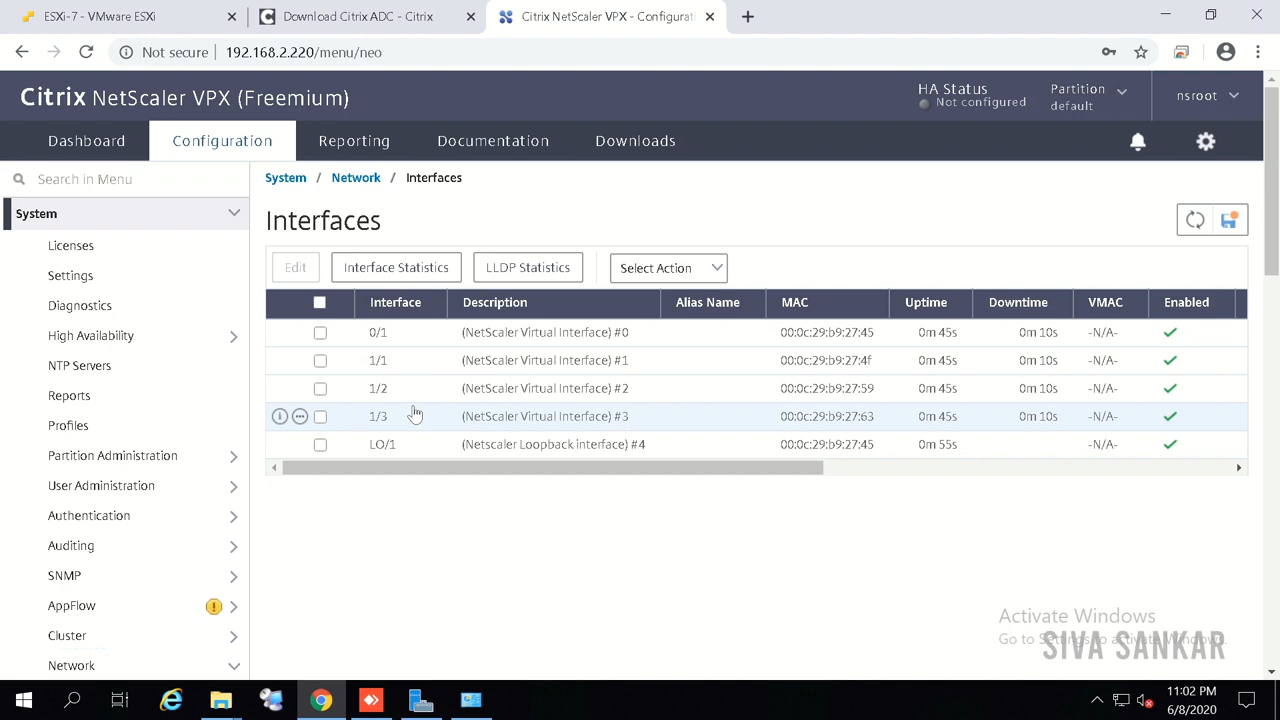 ESXi-7 - VMware ESXi
Download Citrix ADC - Citrix
Citrix NetScaler VPX - Configurati
Not secure
192.168.2.220/menu/neo
Citrix NetScaler VPX (Freemium)
HA Status
Not configured
Partition
default
nsroot
Dashboard
Configuration
Reporting
Documentation
Downloads
Search in Menu
System
Licenses
Settings
Diagnostics
High Availability
NTP Servers
Reports
Profiles
Partition Administration
User Administration
Authentication
Auditing
SNMP
AppFlow
Cluster
Network
System / Network / Interfaces
Interfaces
Edit
Interface Statistics
LLDP Statistics
Select Action
Interface Description Alias Name MAC Uptime Downtime VMAC Enabled
0/1 (NetScaler Virtual Interface) #0 00:0c:29:b9:27:45 0m 45s 0m 10s -N/A-
1/1 (NetScaler Virtual Interface) #1 00:0c:29:b9:27:4f 0m 45s 0m 10s -N/A-
1/2 (NetScaler Virtual Interface) #2 00:0c:29:b9:27:59 0m 45s 0m 10s -N/A-
1/3 (NetScaler Virtual Interface) #3 00:0c:29:b9:27:63 0m 45s 0m 10s -N/A-
LO/1 (Netscaler Loopback interface) #4 00:0c:29:b9:27:45 0m 55s -N/A-
Activate Windows
Go to Settings to activate Windows.
SIVA SANKAR
11:02 PM
6/8/2020